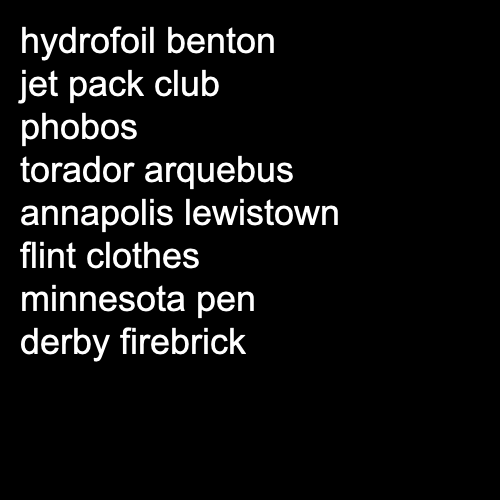 hydrofoil benton
jet pack club
phobos
torador arquebus
annapolis lewistown
flint clothes
minnesota pen
derby firebrick